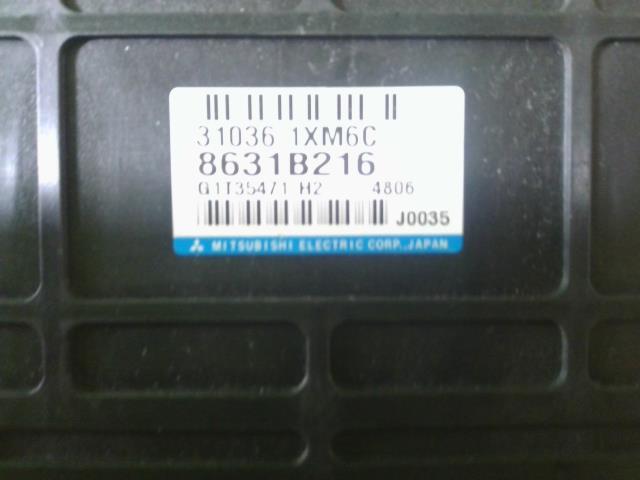 31036 1XM6C
8631B216
G1T35471 H2 4806
J0035
MITSUBISHI ELECTRIC CORP.,JAPAN